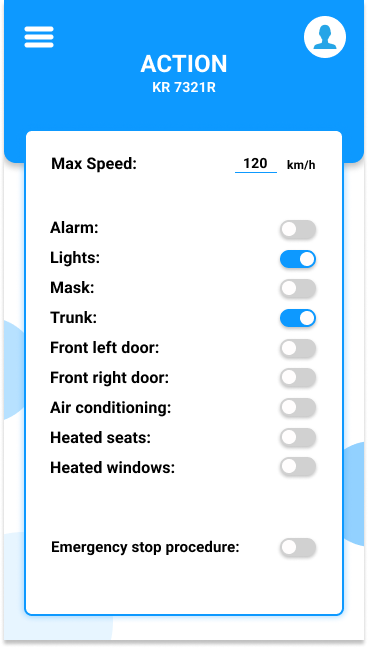 ACTION
KR 7321R
Max Speed: 120 km/h
Alarm:
Lights:
Mask:
Trunk:
Front left door:
Front right door:
Air conditioning:
Heated seats:
Heated windows:
Emergency stop procedure: